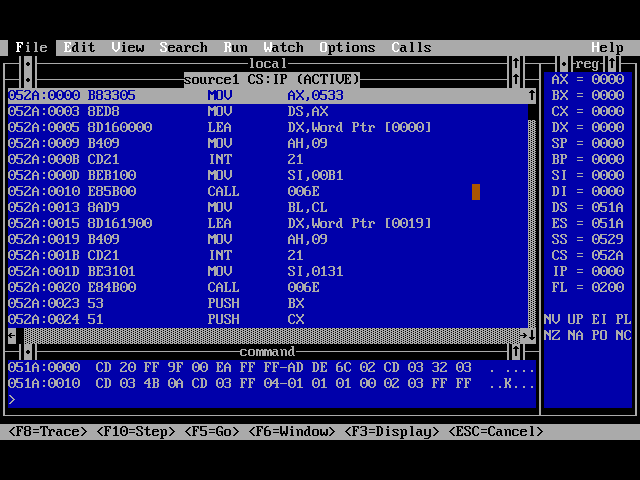 File Edit View Search Run Watch Options Calls Help
local
reg
source1 CS:IP (ACTIVE)
052A:0000 B83305 MOV AX,0533
052A:0003 8ED8 MOV DS,AX
052A:0005 8D160000 LEA DX,Word Ptr [0000]
052A:0009 B409 MOV AH,09
052A:000B CD21 INT 21
052A:000D BEB100 MOV SI,00B1
052A:0010 E85B00 CALL 006E
052A:0013 8AD9 MOV BL,CL
052A:0015 8D161900 LEA DX,Word Ptr [0019]
052A:0019 B409 MOV AH,09
052A:001B CD21 INT 21
052A:001D BE3101 MOV SI,0131
052A:0020 E84B00 CALL 006E
052A:0023 53 PUSH BX
052A:0024 51 PUSH CX
AX = 0000
BX = 0000
CX = 0000
DX = 0000
SP = 0000
BP = 0000
SI = 0000
DI = 0000
DS = 051A
ES = 051A
SS = 0529
CS = 052A
IP = 0000
FL = 0200
NV UP EI PL
NZ NA PO NC
command
051A:0000 CD 20 FF 9F 00 EA FF FF-AD DE 6C 02 CD 03 32 03 . .....
051A:0010 CD 03 4B 0A CD 03 FF 04-01 01 01 00 02 03 FF FF ..K...
>
<F8=Trace> <F10=Step> <F5=Go> <F6=Window> <F3=Display> <ESC=Cancel>